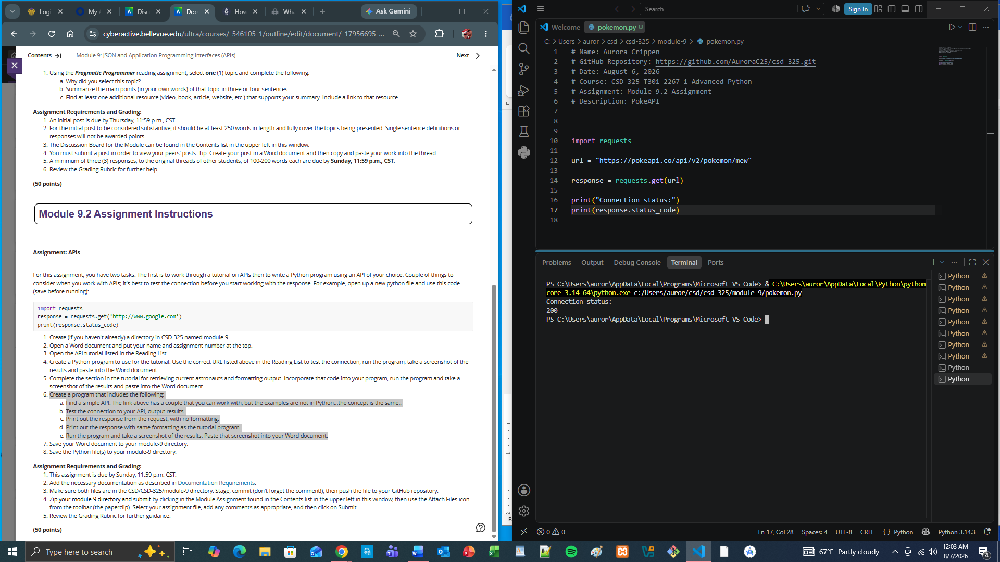 Logi
My A
Disc
Doc
How
Wha
Ask Gemini
cyberactive.bellevue.edu/ultra/courses/_546105_1/outline/edit/document/_17956695_...
Contents
Module 9: JSON and Application Programming Interfaces (APIs)
Next
1. Using the Pragmatic Programmer reading assignment, select one (1) topic and complete the following:
a. Why did you select this topic?
b. Summarize the main points (in your own words) of that topic in three or four sentences.
c. Find at least one additional resource (video, book, article, website, etc.) that supports your summary. Include a link to that resource.
Assignment Requirements and Grading:
1. An initial post is due by Thursday, 11:59 p.m., CST.
2. For the initial post to be considered substantive, it should be at least 250 words in length and fully cover the topics being presented. Single sentence definitions or
responses will not be awarded points.
3. The Discussion Board for the Module can be found in the Contents list in the upper left in this window.
4. You must submit a post in order to view your peers' posts. Tip: Create your post in a Word document and then copy and paste your work into the thread.
5. A minimum of three (3) responses, to the original threads of other students, of 100-200 words each are due by Sunday, 11:59 p.m., CST.
6. Review the Grading Rubric for further help.
(50 points)
Module 9.2 Assignment Instructions
Assignment: APIs
For this assignment, you have two tasks. The first is to work through a tutorial on APIs then to write a Python program using an API of your choice. Couple of things to
consider when you work with APIs; it's best to test the connection before you start working with the response. For example, open up a new python file and use this code
(save before running):
import requests
response = requests.get('http://www.google.com')
print(response.status_code)
1. Create (if you haven't already) a directory in CSD-325 named module-9.
2. Open a Word document and put your name and assignment number at the top.
3. Open the API tutorial listed in the Reading List.
4. Create a Python program to use for the tutorial. Use the correct URL listed above in the Reading List to test the connection, run the program, take a screenshot of the
results and paste into the Word document.
5. Complete the section in the tutorial for retrieving current astronauts and formatting output. Incorporate that code into your program, run the program and take a
screenshot of the results and paste into the Word document.
6. Create a program that includes the following:
a. Find a simple API. The link above has a couple that you can work with, but the examples are not in Python...the concept is the same..
b. Test the connection to your API, output results.
c. Print out the response from the request, with no formatting.
d. Print out the response with same formatting as the tutorial program.
e. Run the program and take a screenshot of the results. Paste that screenshot into your Word document.
7. Save your Word document to your module-9 directory.
8. Save the Python file(s) to your module-9 directory.
Assignment Requirements and Grading:
1. This assignment is due by Sunday, 11:59 p.m. CST.
2. Add the necessary documentation as described in Documentation Requirements.
3. Make sure both files are in the CSD/CSD-325/module-9 directory. Stage, commit (don't forget the comment!), then push the file to your GitHub repository.
4. Zip your module-9 directory and submit by clicking in the Module Assignment found in the Contents list in the upper left in this window, then use the Attach Files icon
from the toolbar (the paperclip). Select your assignment file, add any comments as appropriate, and then click on Submit.
5. Review the Grading Rubric for further guidance.
(50 points)
Search
Sign In
Welcome
pokemon.py U
C: > Users > auror > csd > csd-325 > module-9 > pokemon.py
1 # Name: Aurora Crippen
2 # GitHub Repository: https://github.com/AuroraC25/csd-325.git
3 # Date: August 6, 2026
4 # Course: CSD 325-T301_2267_1 Advanced Python
5 # Assignment: Module 9.2 Assignment
6 # Description: PokeAPI
7
8
9
10 import requests
11
12 url = "https://pokeapi.co/api/v2/pokemon/mew"
13
14 response = requests.get(url)
15
16 print("Connection status:")
17 print(response.status_code)
18
Problems
Output
Debug Console
Terminal
Ports
PS C:\Users\auror\AppData\Local\Programs\Microsoft VS Code> & C:\Users\auror\AppData\Local\Python\python
core-3.14-64\python.exe c:/Users/auror/csd/csd-325/module-9/pokemon.py
Connection status:
200
PS C:\Users\auror\AppData\Local\Programs\Microsoft VS Code>
Python
Python
Python
Python
Python
Python
Python
Python
Python
Python
0 0
Ln 17, Col 28
Spaces: 4
UTF-8
CRLF
{ } Python
Python 3.14.3
Type here to search
67°F Partly cloudy
12:03 AM
8/7/2026
4